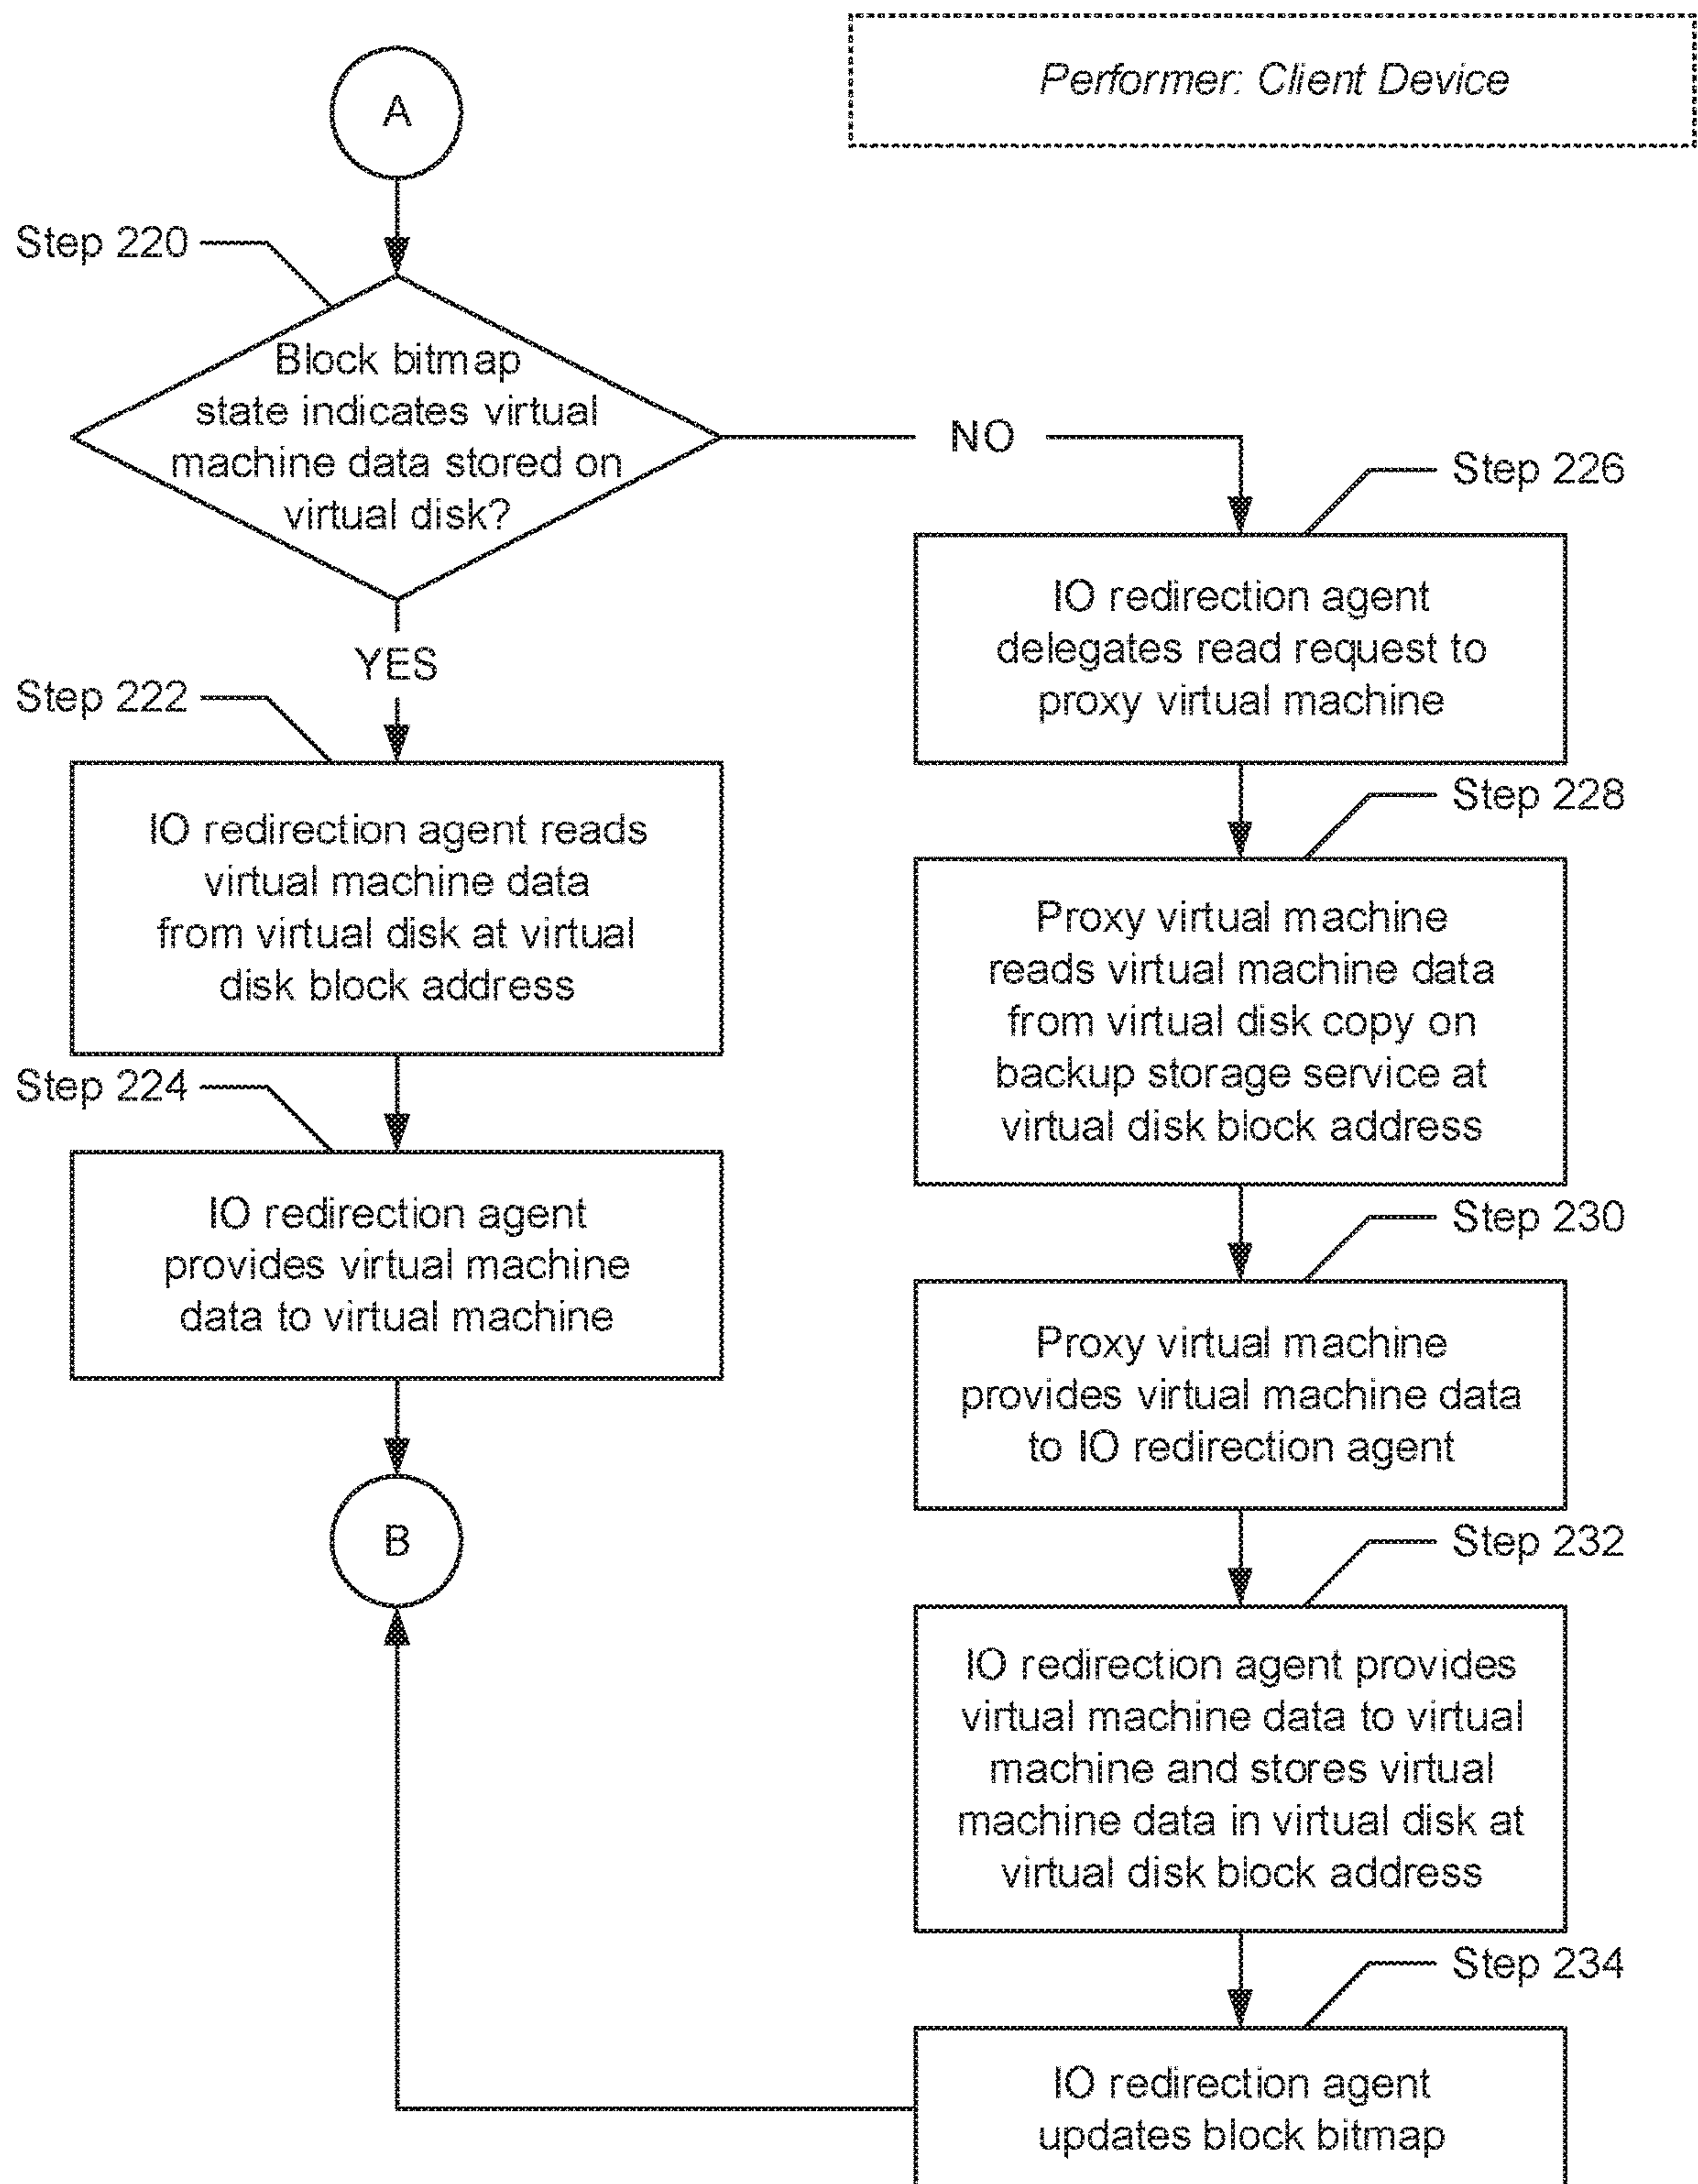 Performer: Client Device
A
Step 220
Block bitmap
state indicates virtual
machine data stored on
virtual disk?
NO
YES
Step 222
IO redirection agent reads
virtual machine data
from virtual disk at virtual
disk block address
Step 224
IO redirection agent
provides virtual machine
data to virtual machine
B
Step 226
IO redirection agent
delegates read request to
proxy virtual machine
Step 228
Proxy virtual machine
reads virtual machine data
from virtual disk copy on
backup storage service at
virtual disk block address
Step 230
Proxy virtual machine
provides virtual machine data
to IO redirection agent
Step 232
IO redirection agent provides
virtual machine data to virtual
machine and stores virtual
machine data in virtual disk at
virtual disk block address
Step 234
IO redirection agent
updates block bitmap